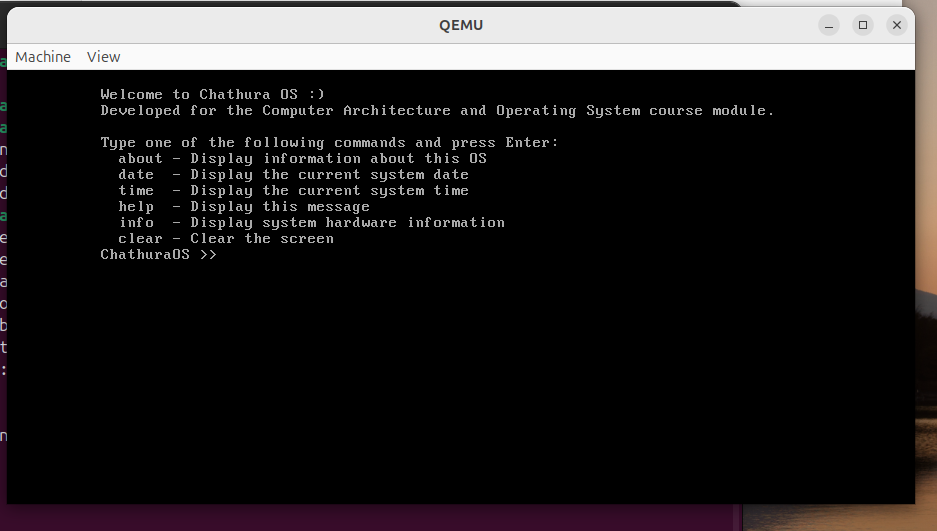 QEMU
Machine View
Welcome to Chathura OS :)
Developed for the Computer Architecture and Operating System course module.
Type one of the following commands and press Enter:
about - Display information about this OS
date - Display the current system date
time - Display the current system time
help - Display this message
info - Display system hardware information
clear - Clear the screen
ChathuraOS >>